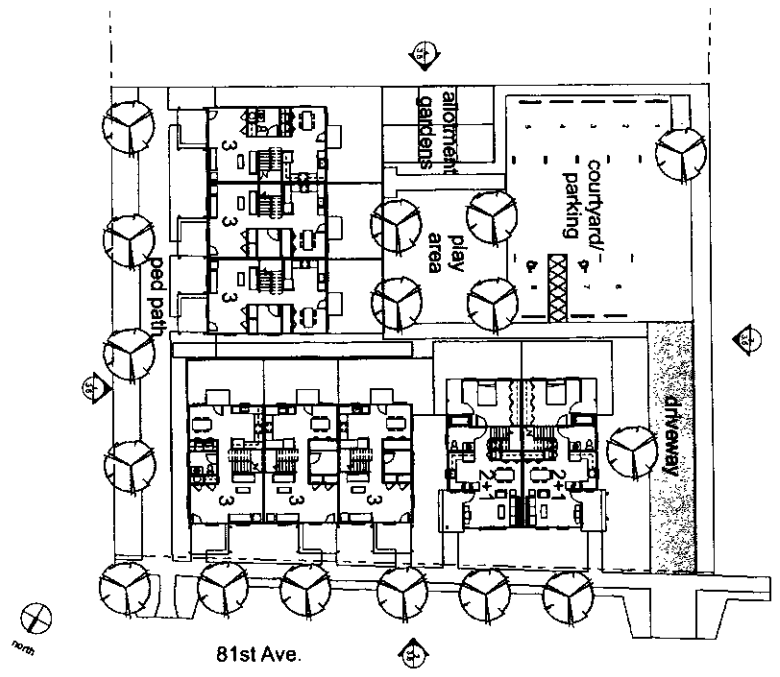 allotment
gardens
courtyard/
parking
play
area
3
3
3
ped path
driveway
3
3
3
2+1
2+1
north
81st Ave.